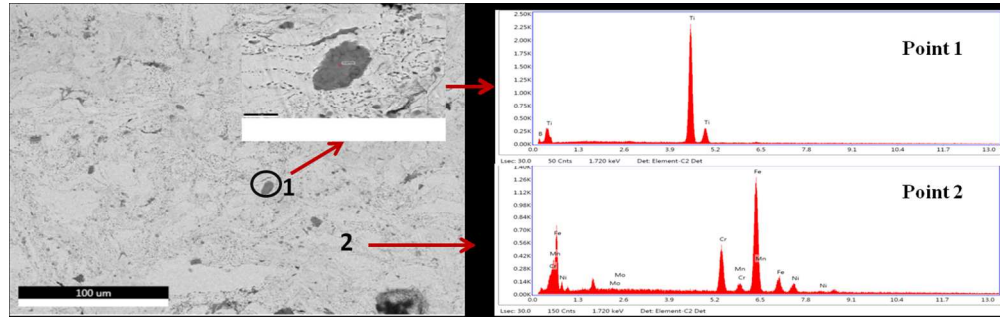 1
2
100 um
2.50K
2.25K
2.00K
1.75K
1.50K
1.25K
1.00K
0.75K
0.50K
0.25K
0.00K
Ti
Point 1
B
Ti
Ti
0.0 1.3 2.6 3.9 5.2 6.5 7.8 9.1 10.4 11.7 13.0
Lsec: 30.0 50 Cnts 1.720 keV Det: Element-C2 Det
1.40K
1.26K
1.12K
0.98K
0.84K
0.70K
0.56K
0.42K
0.28K
0.14K
0.00K
Fe
Point 2
Fe
Cr
Mn
Mn
Cr
Mn
Cr
Ni
Mo
Mo
Fe
Ni
Ni
0.0 1.3 2.6 3.9 5.2 6.5 7.8 9.1 10.4 11.7 13.0
Lsec: 30.0 150 Cnts 1.720 keV Det: Element-C2 Det